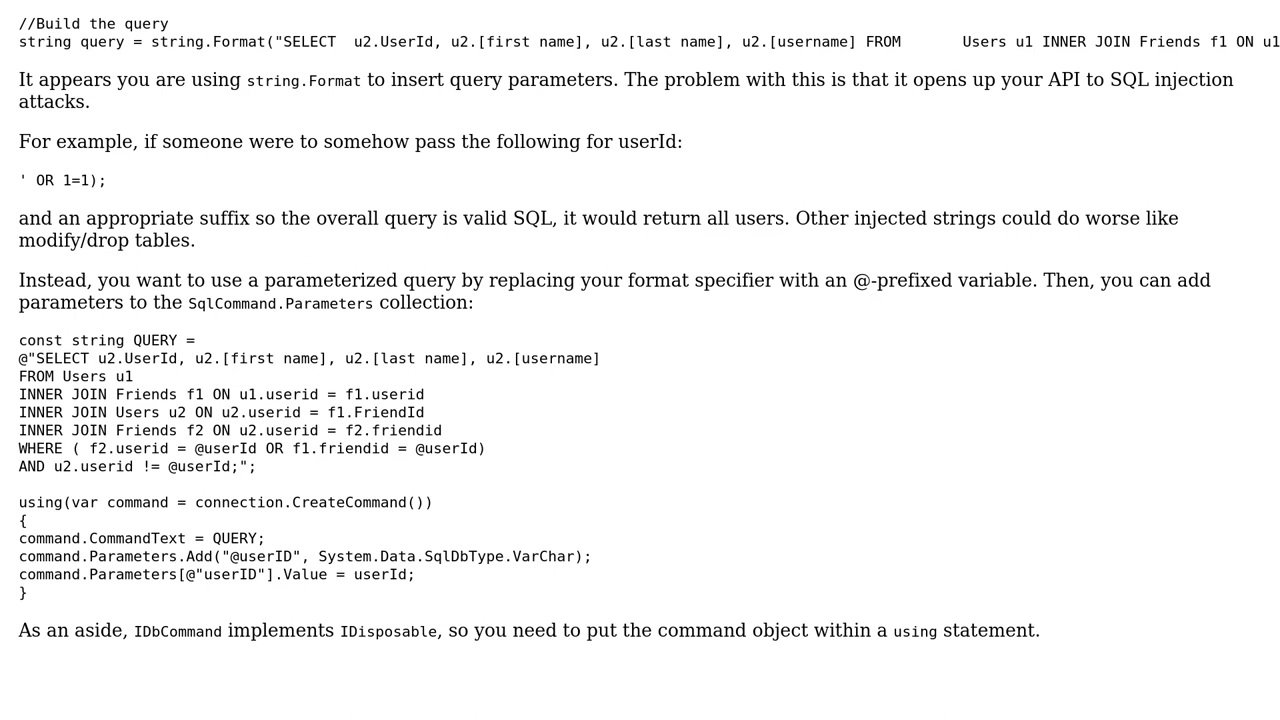 //Build the query
string query = string.Format("SELECT  u2.UserId, u2.[first name], u2.[last name], u2.[username] FROM       Users u1 INNER JOIN Friends f1 ON u1
It appears you are using string.Format to insert query parameters. The problem with this is that it opens up your API to SQL injection
attacks.
For example, if someone were to somehow pass the following for userId:
' OR 1=1);
and an appropriate suffix so the overall query is valid SQL, it would return all users. Other injected strings could do worse like
modify/drop tables.
Instead, you want to use a parameterized query by replacing your format specifier with an @-prefixed variable. Then, you can add
parameters to the SqlCommand.Parameters collection:
const string QUERY =
@"SELECT u2.UserId, u2.[first name], u2.[last name], u2.[username]
FROM Users u1
INNER JOIN Friends f1 ON u1.userid = f1.userid
INNER JOIN Users u2 ON u2.userid = f1.FriendId
INNER JOIN Friends f2 ON u2.userid = f2.friendid
WHERE ( f2.userid = @userId OR f1.friendid = @userId)
AND u2.userid != @userId;";
using(var command = connection.CreateCommand())
{
command.CommandText = QUERY;
command.Parameters.Add("@userID", System.Data.SqlDbType.VarChar);
command.Parameters[@"userID"].Value = userId;
}
As an aside, IDbCommand implements IDisposable, so you need to put the command object within a using statement.